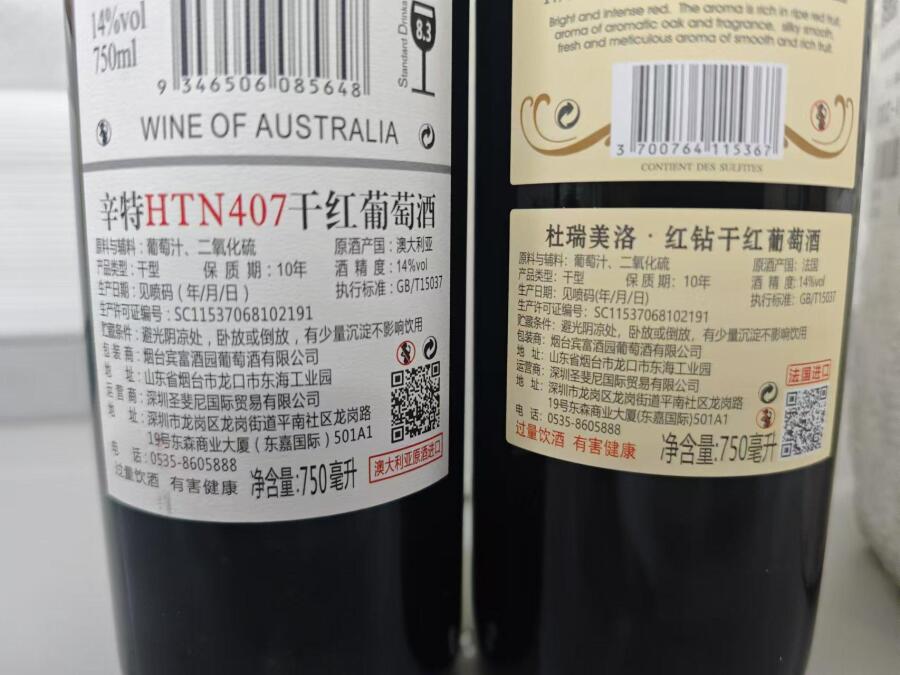 14%vol
750ml
Standard Drinks
8.3
9 346506 085648
WINE OF AUSTRALIA
辛特HTN407干红葡萄酒
原料与辅料：葡萄汁、二氧化硫 原酒产国：澳大利亚
产品类型：干型 保质期：10年 酒精度：14%vol
生产日期：见喷码（年/月/日） 执行标准：GB/T15037
生产许可证编号：SC11537068102191
贮藏条件：避光阴凉处，卧放或倒放，有少量沉淀不影响饮用
包装商：烟台宾富酒园葡萄酒有限公司
地址：山东省烟台市龙口市东海工业园
运营商：深圳圣斐尼国际贸易有限公司
地址：深圳市龙岗区龙岗街道平南社区龙岗路
19号东森商业大厦（东嘉国际）501A1
电话：0535-8605888
过量饮酒 有害健康 净含量:750毫升
澳大利亚原酒进口
Bright and intense red. The aroma is rich in ripe red fruit,
aroma of aromatic oak and fragrance, silky smooth,
fresh and meticulous aroma of smooth and rich fruit.
3 700764 115367
CONTIENT DES SULFITES
杜瑞美洛·红钻干红葡萄酒
原料与辅料：葡萄汁、二氧化硫 原酒产国：法国
产品类型：干型 保质期：10年 酒精度：14%vol
生产日期：见喷码(年/月/日) 执行标准：GB/T15037
生产许可证编号：SC11537068102191
贮藏条件：避光阴凉处，卧放或倒放，有少量沉淀不影响饮用
包装商：烟台宾富酒园葡萄酒有限公司
地址：山东省烟台市龙口市东海工业园
运营商：深圳圣斐尼国际贸易有限公司
地址：深圳市龙岗区龙岗街道平南社区龙岗路
19号东森商业大厦(东嘉国际)501A1
电话：0535-8605888
过量饮酒 有害健康 净含量:750毫升
法国进口